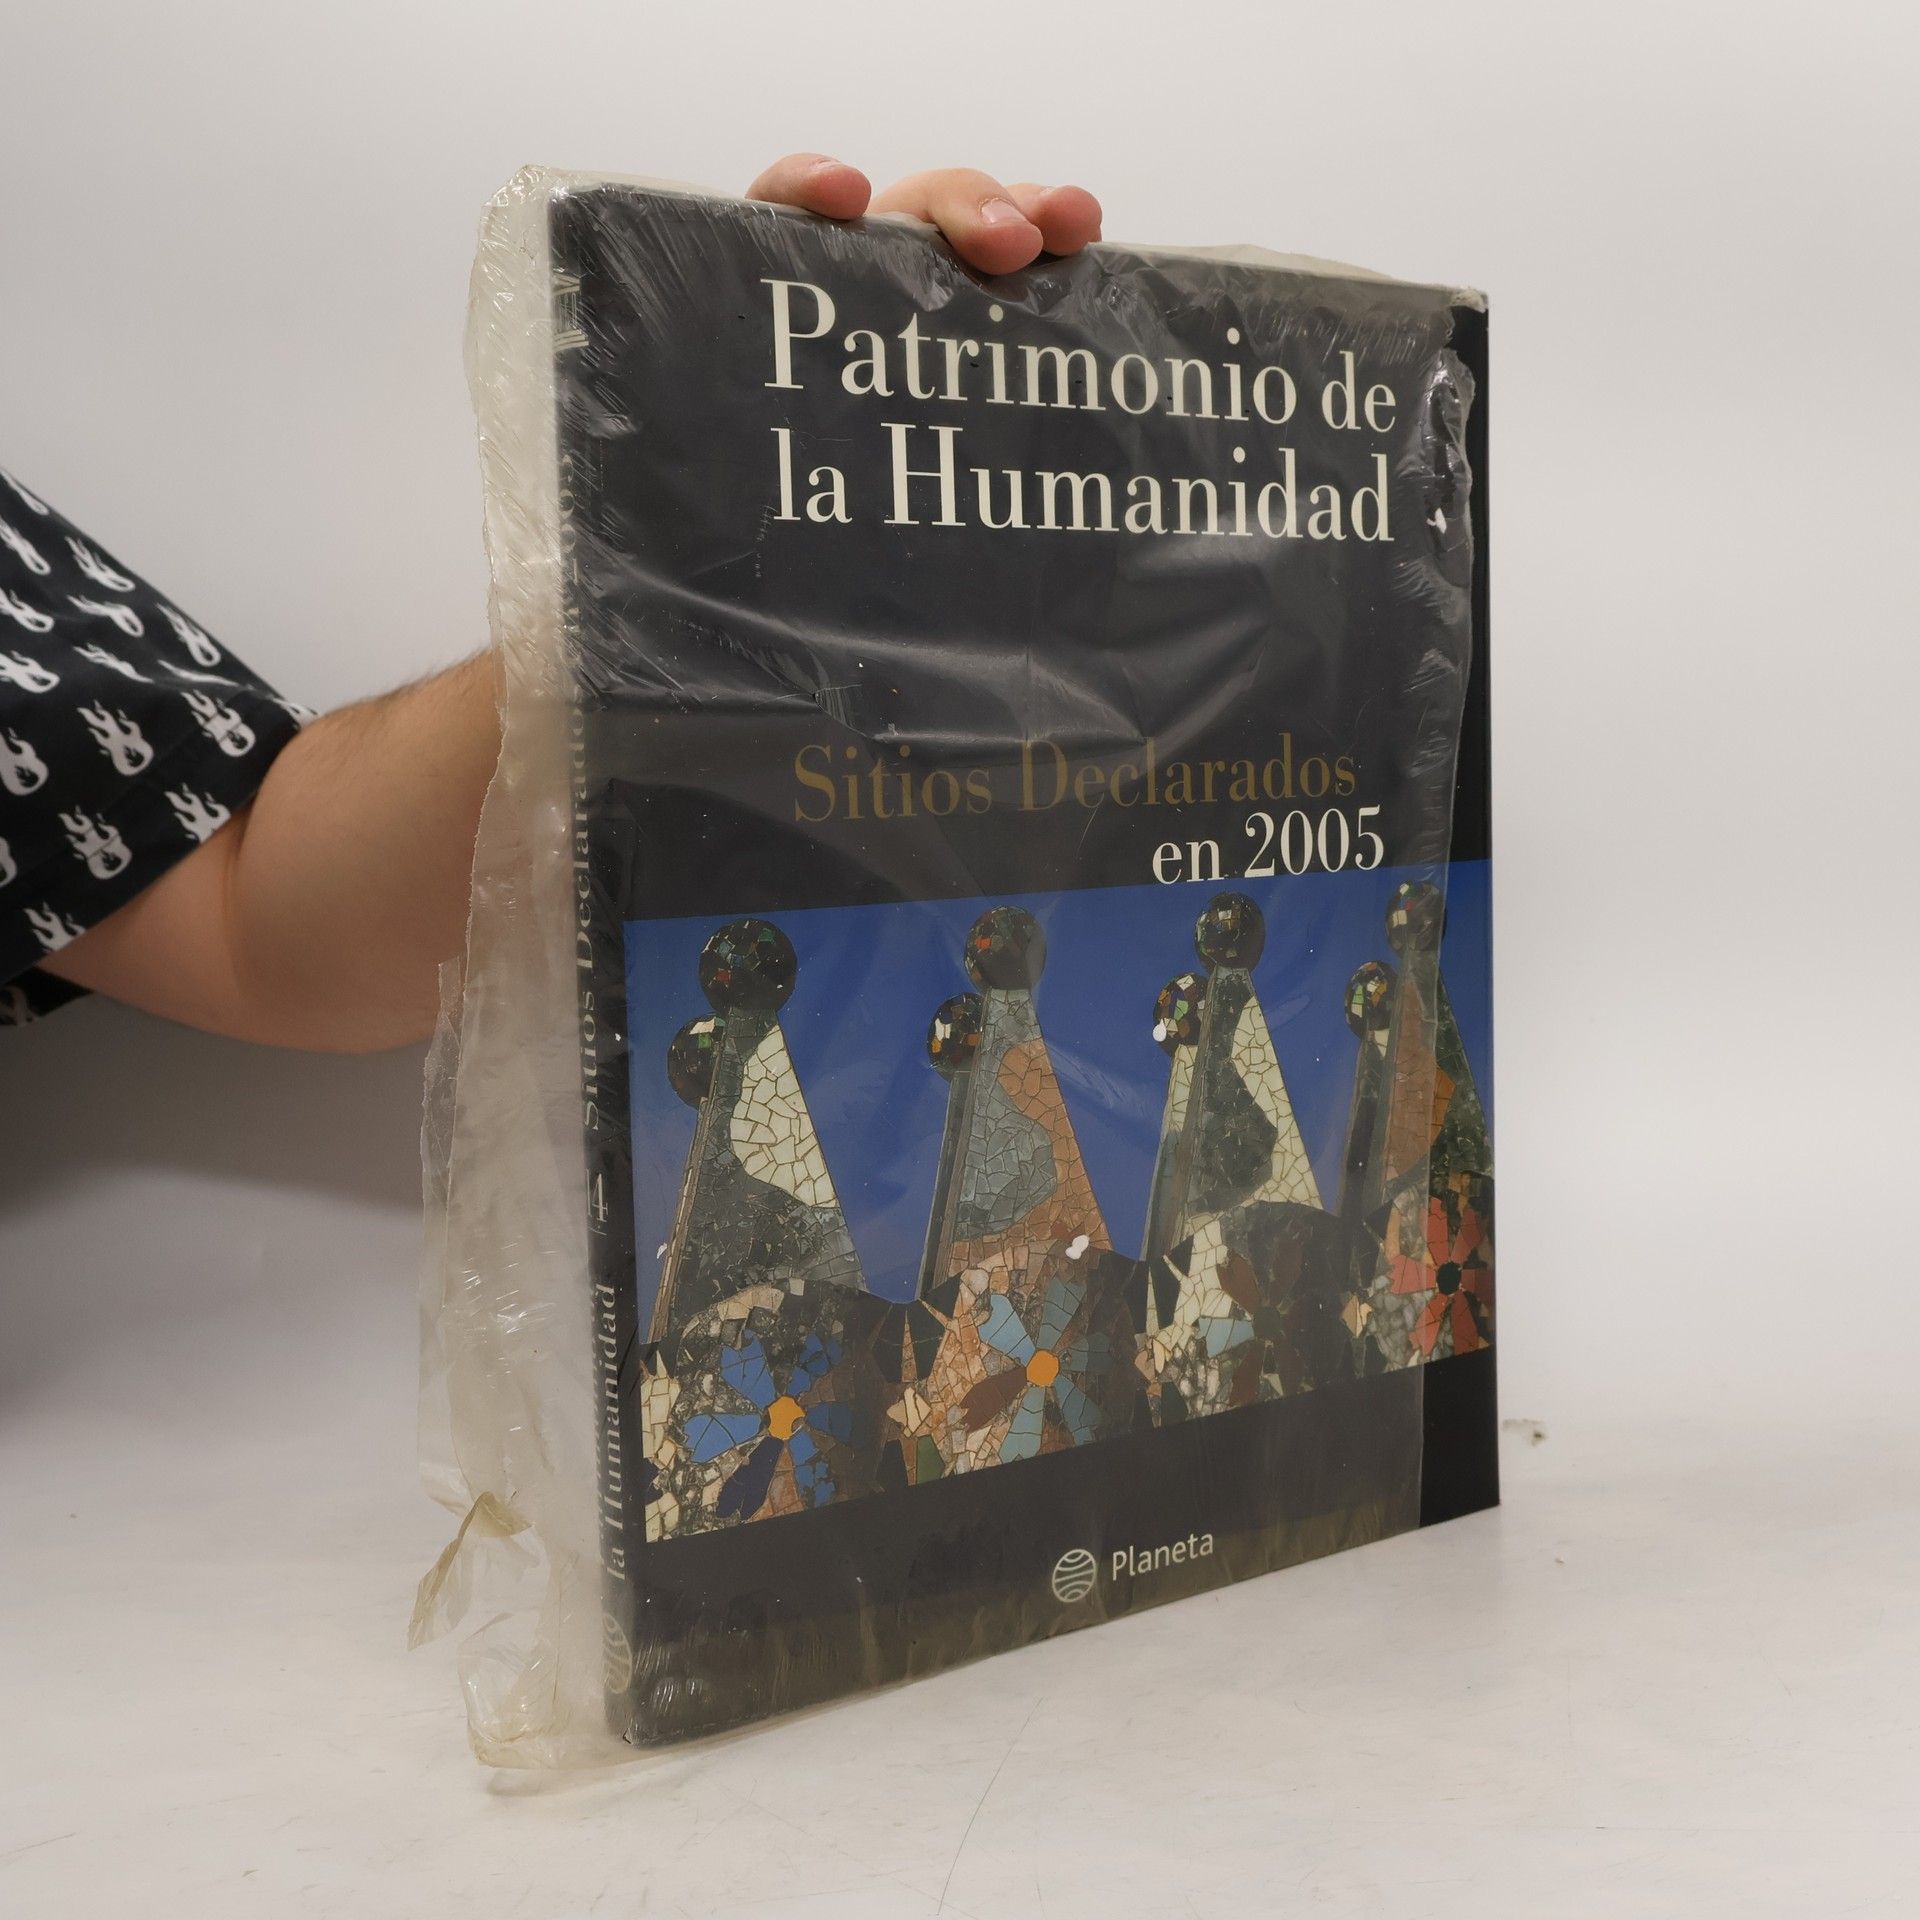 Patrimonio de
la Humanidad
Sitios Declarados
en 2005
Planeta
la Humanidad
14
Sitios Declarados